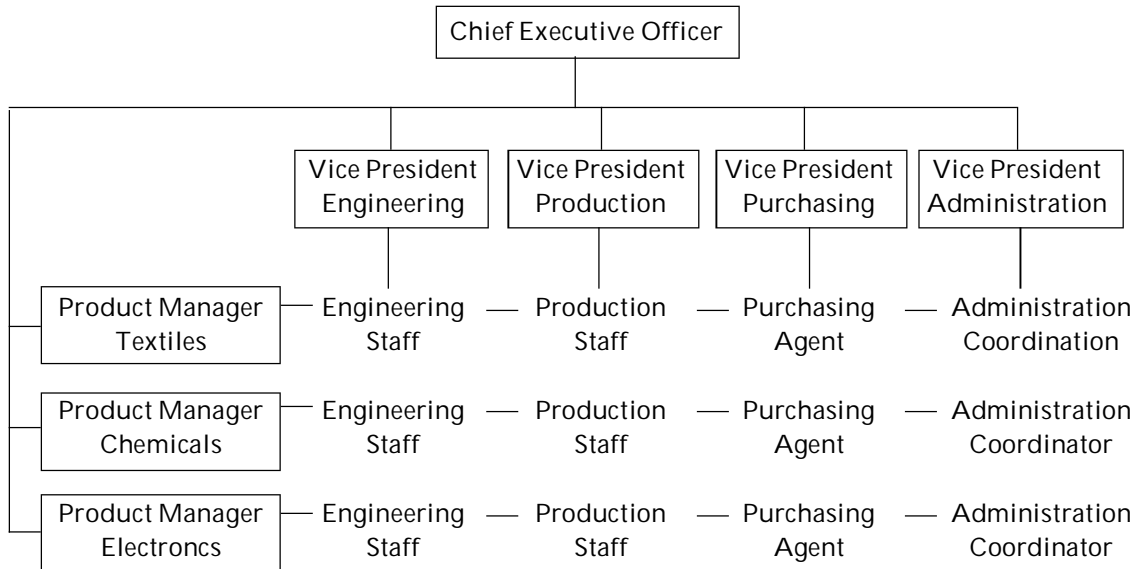 Chief Executive Officer
Vice President
Engineering
Vice President
Production
Vice President
Purchasing
Vice President
Administration
Product Manager
Textiles
Engineering
Staff
Production
Staff
Purchasing
Agent
Administration
Coordination
Product Manager
Chemicals
Engineering
Staff
Production
Staff
Purchasing
Agent
Administration
Coordinator
Product Manager
Electroncs
Engineering
Staff
Production
Staff
Purchasing
Agent
Administration
Coordinator